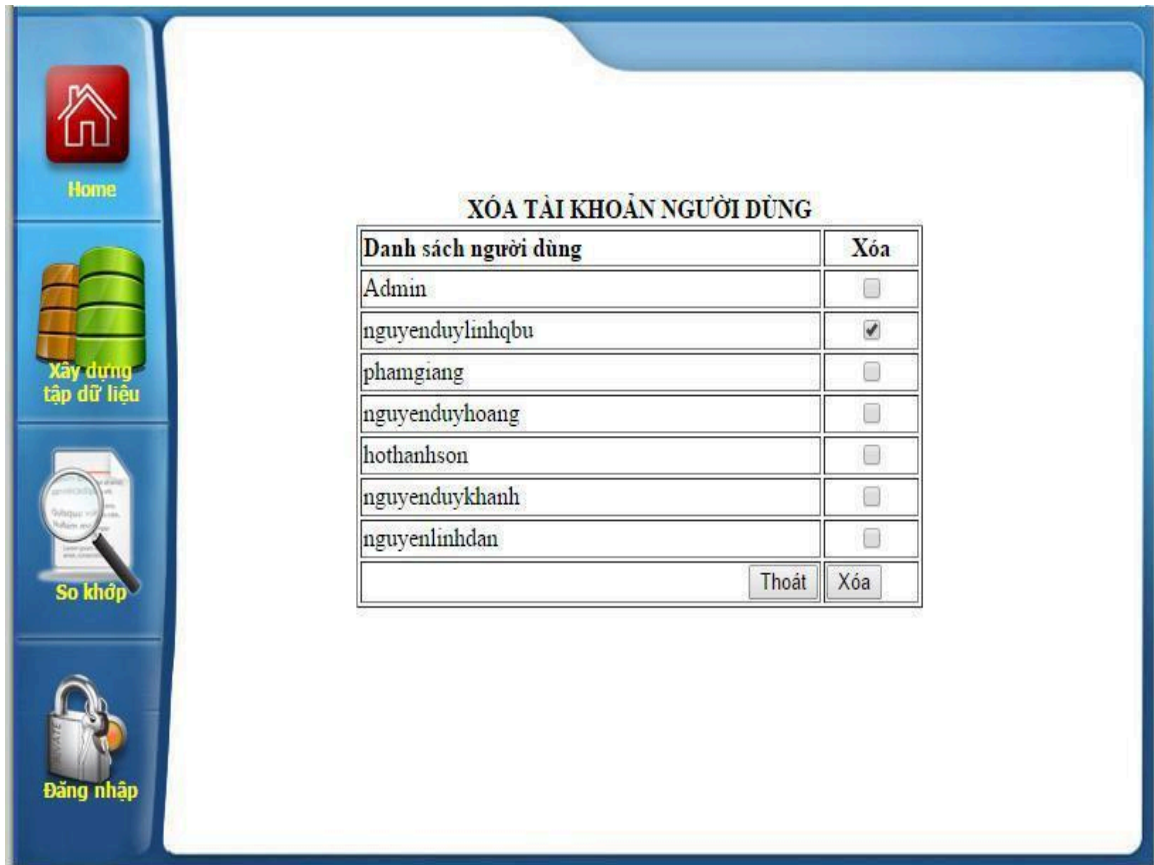 Home
Xây dựng
tập dữ liệu
So khớp
PRIVATE
Đăng nhập
XÓA TÀI KHOẢN NGƯỜI DÙNG
Danh sách người dùng Xóa
Admin
nguyenduylinhqbu
phamgiang
nguyenduyhoang
hothanhson
nguyenduykhanh
nguyenlinhdan
Thoát Xóa